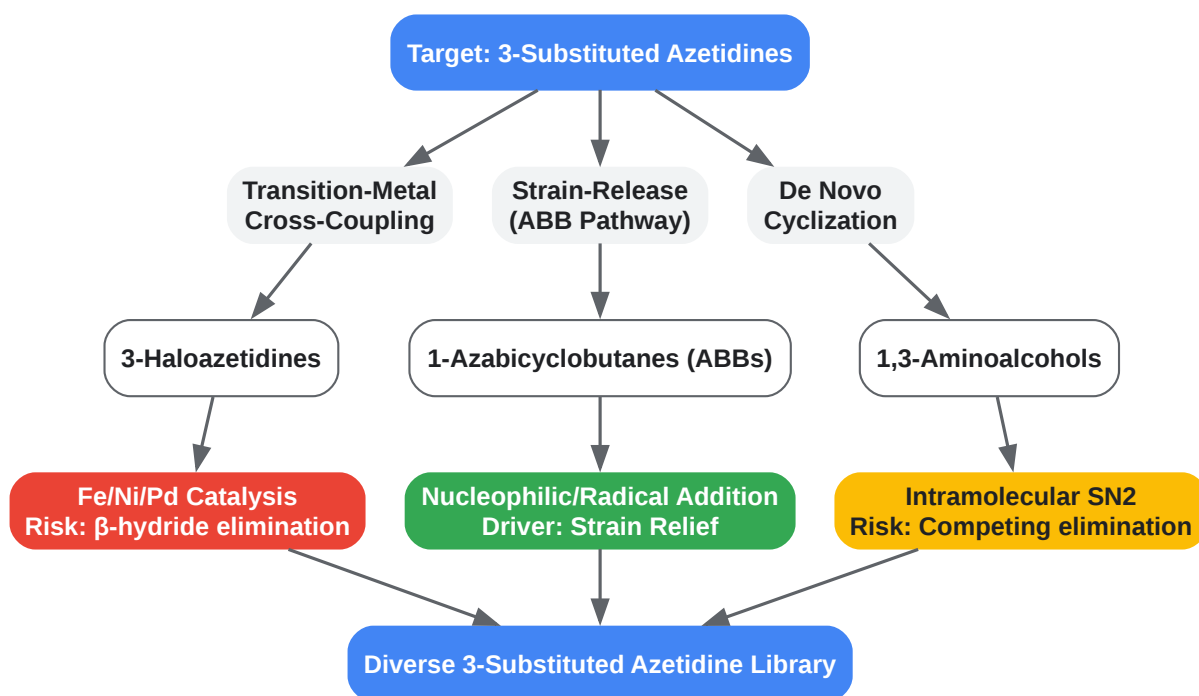 Target: 3-Substituted Azetidines
Transition-Metal
Cross-Coupling
Strain-Release
(ABB Pathway)
De Novo
Cyclization
3-Haloazetidines
1-Azabicyclobutanes (ABBs)
1,3-Aminoalcohols
Fe/Ni/Pd Catalysis
Risk: β-hydride elimination
Nucleophilic/Radical Addition
Driver: Strain Relief
Intramolecular SN2
Risk: Competing elimination
Diverse 3-Substituted Azetidine Library